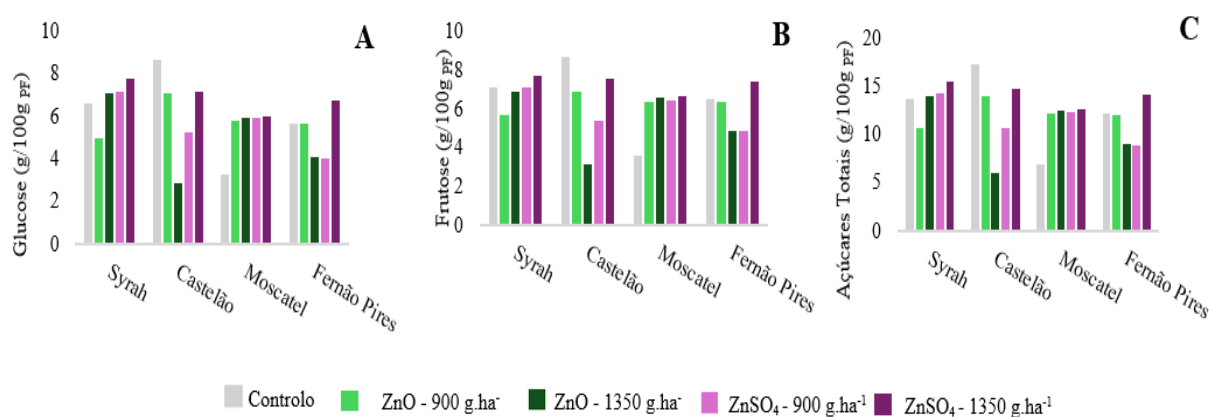 A
Glucose (g/100g PF)
10
8
6
4
2
0
Syrah
Castelão
Moscatel
Fernão Pires
B
Frutose (g/100g PF)
10
8
6
4
2
0
Syrah
Castelão
Moscatel
Fernão Pires
C
Açúcares Totais (g/100g PF)
20
15
10
5
0
Syrah
Castelão
Moscatel
Fernão Pires
Controlo ZnO - 900 g.ha⁻ ZnO - 1350 g.ha⁻ ZnSO₄ - 900 g.ha⁻¹ ZnSO₄ - 1350 g.ha⁻¹